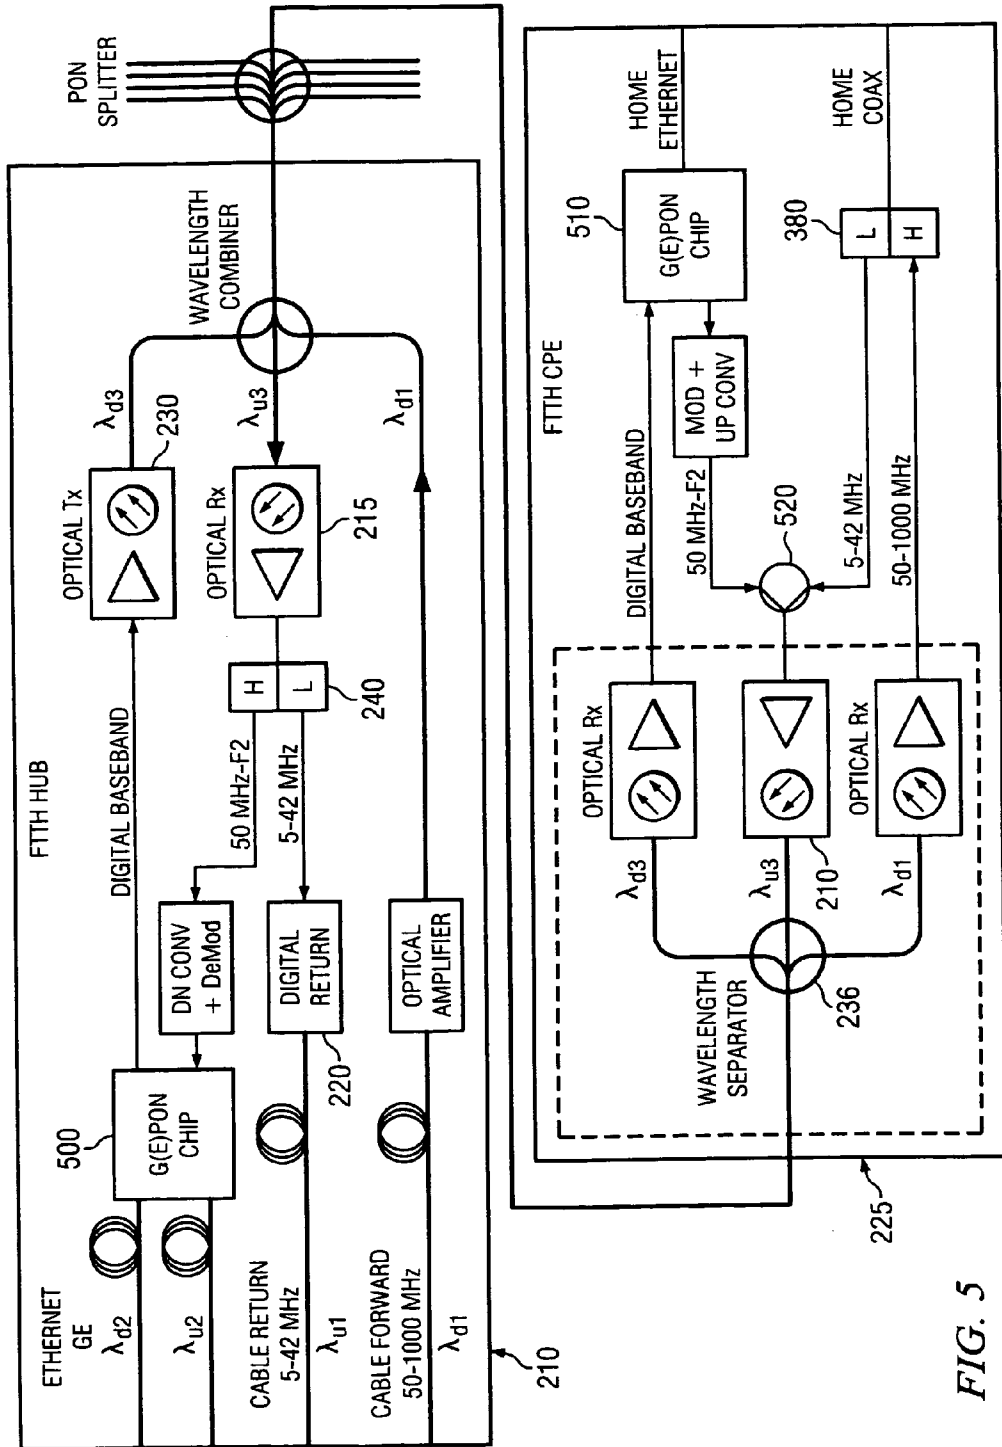 FTTH HUB
ETHERNET
GE
λd2
λu2
500
G(E)PON
CHIP
DIGITAL BASEBAND
DN CONV
+ DeMod
50 MHz-F2
5-42 MHz
H
L
240
OPTICAL Tx
230
λd3
OPTICAL Rx
215
λu3
WAVELENGTH
COMBINER
PON
SPLITTER
CABLE RETURN
5-42 MHz
λu1
DIGITAL
RETURN
220
CABLE FORWARD
50-1000 MHz
λd1
OPTICAL
AMPLIFIER
λd1
210
FTTH CPE
WAVELENGTH
SEPARATOR
236
λd3
λu3
λd1
OPTICAL Rx
210
OPTICAL Rx
DIGITAL BASEBAND
50 MHz-F2
520
5-42 MHz
50-1000 MHz
MOD +
UP CONV
510
G(E)PON
CHIP
HOME
ETHERNET
380
L
H
HOME
COAX
225
FIG. 5